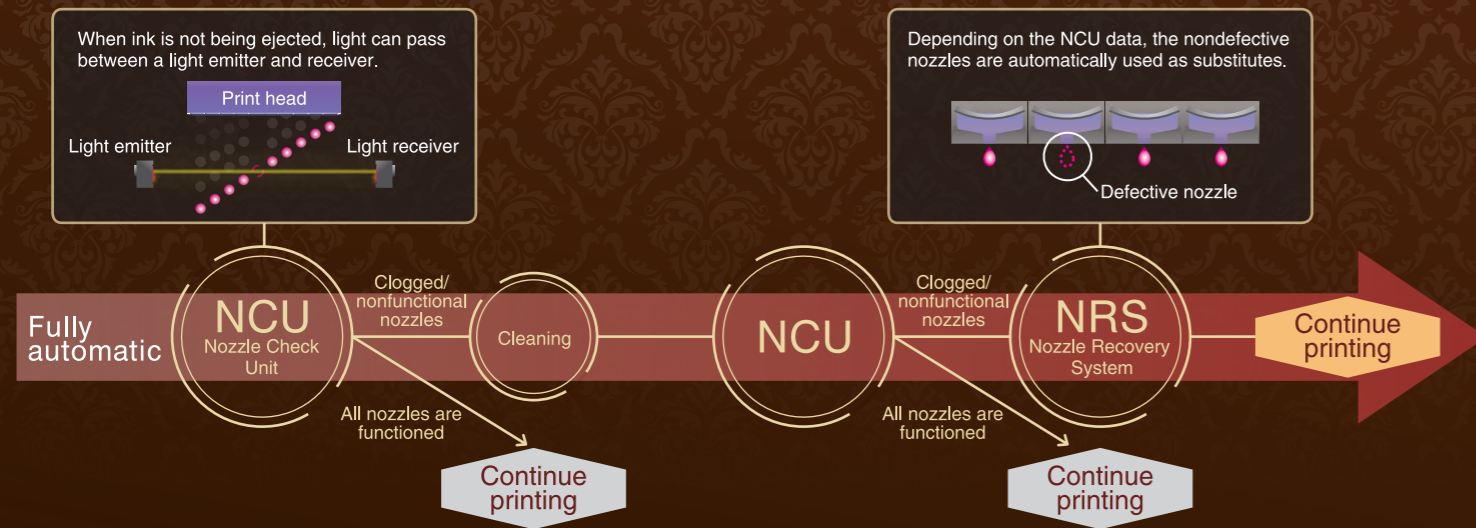 When ink is not being ejected, light can pass
between a light emitter and receiver.
Print head
Light emitter
Light receiver
Depending on the NCU data, the nondefective
nozzles are automatically used as substitutes.
Defective nozzle
Fully
automatic
NCU
Nozzle Check
Unit
Clogged/
nonfunctional
nozzles
All nozzles are
functioned
Continue
printing
Cleaning
NCU
Clogged/
nonfunctional
nozzles
All nozzles are
functioned
Continue
printing
NRS
Nozzle Recovery
System
Continue
printing